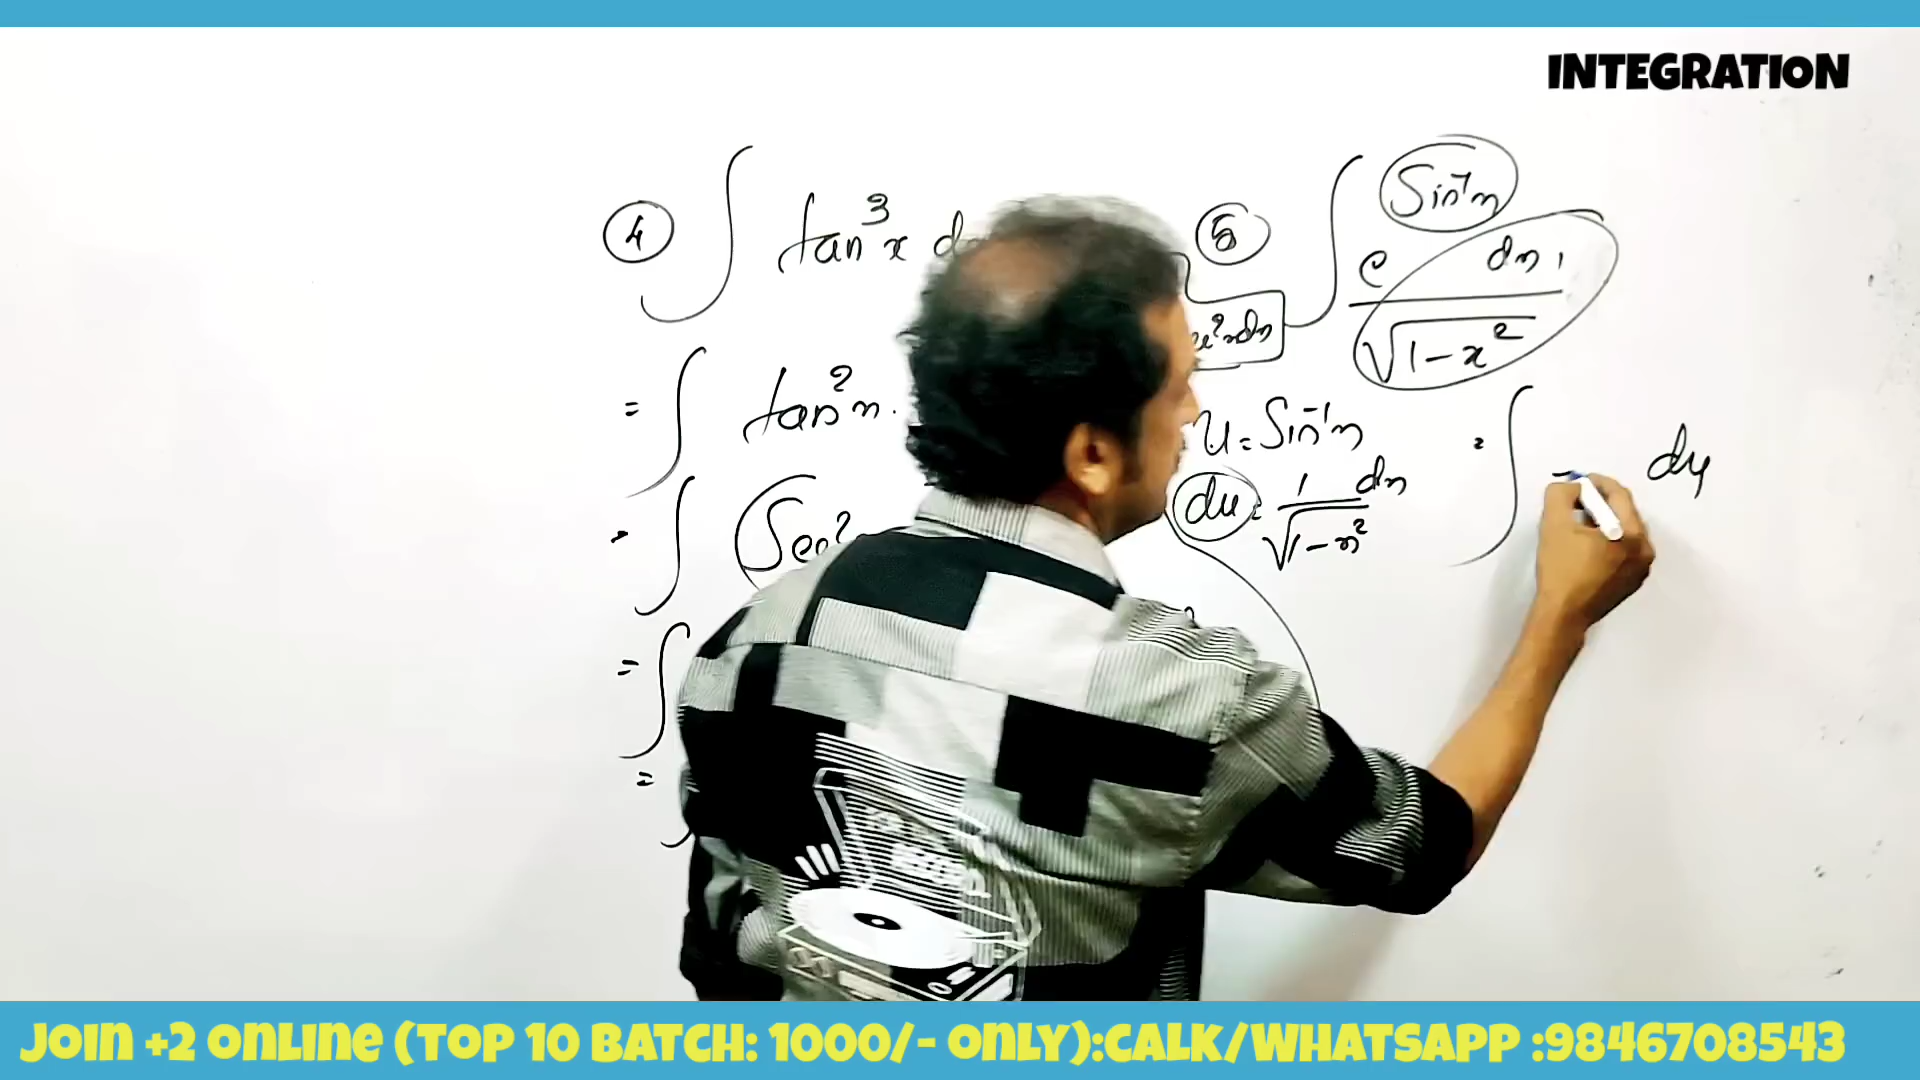 INTEGRATION
④ ∫ tan³x
= ∫ tan²x.
∫ Sec²
= ∫
=
⑤ ∫ e^(Sin⁻¹x) dx / √(1-x²)
u = Sin⁻¹x
du = 1/√(1-x²) dx
= ∫ du
JOIN +2 ONLINE (TOP 10 BATCH: 1000/- ONLY):CALK/WHATSAPP :9846708543